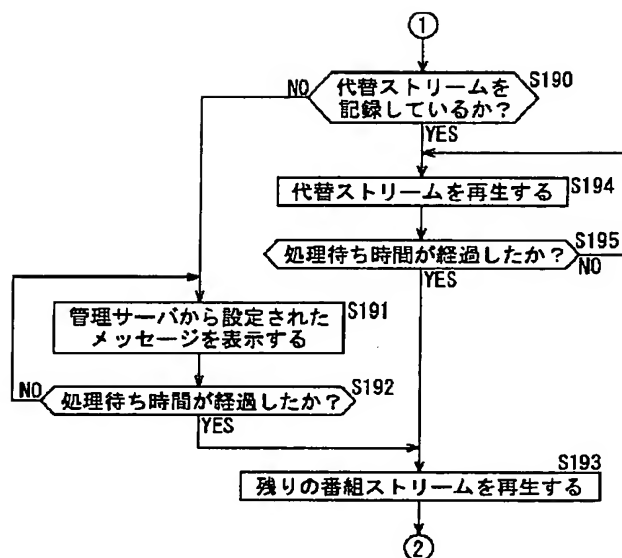 1
代替ストリームを
記録しているか?
S190
NO
YES
代替ストリームを再生する
S194
処理待ち時間が経過したか?
S195
NO
YES
管理サーバから設定された
メッセージを表示する
S191
処理待ち時間が経過したか?
S192
NO
YES
残りの番組ストリームを再生する
S193
2